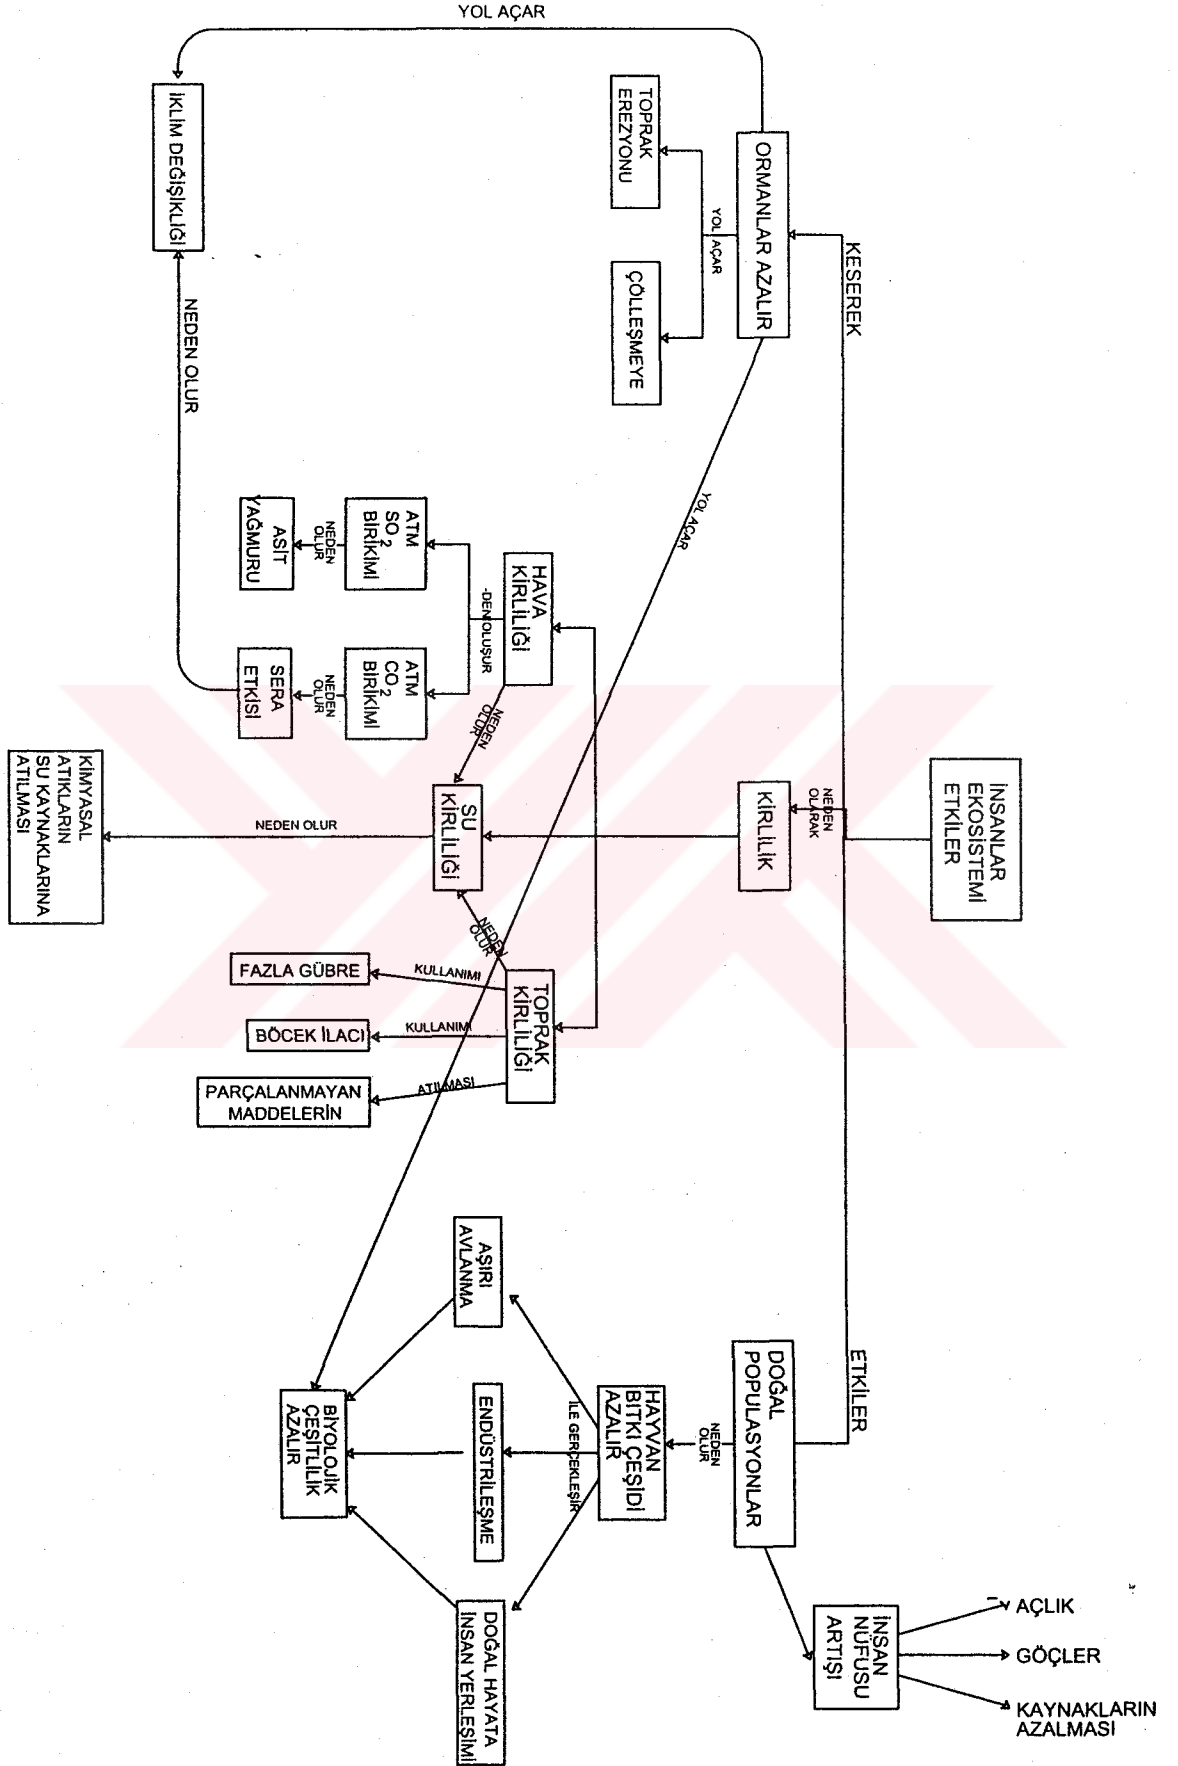 İNSANLAR
EKOSİSTEMİ
ETKİLER
KESEREK
NEDEN
OLARAK
ETKİLER
ORMANLAR AZALIR
YOL AÇAR
İKLİM DEĞİŞİKLİĞİ
YOL AÇAR
TOPRAK
EREZYONU
ÇÖLLEŞMEYE
YOL AÇAR
KİRLİLİK
HAVA
KİRLİLİĞİ
-DEN OLUŞUR
ATM
SO2
BİRİKİMİ
NEDEN
OLUR
ASİT
YAĞMURU
ATM
CO2
BİRİKİMİ
NEDEN
OLUR
SERA
ETKİSİ
NEDEN OLUR
NEDEN
OLUR
SU
KİRLİLİĞİ
NEDEN OLUR
KİMYASAL
ATIKLARIN
SU KAYNAKLARINA
ATILMASI
NEDEN
OLUR
TOPRAK
KİRLİLİĞİ
KULLANIMI
FAZLA GÜBRE
KULLANIMI
BÖCEK İLACI
ATILMASI
PARÇALANMAYAN
MADDELERİN
DOĞAL
POPULASYONLAR
NEDEN
OLUR
HAYVAN
BİTKİ ÇEŞİDİ
AZALIR
İLE GERÇEKLEŞİR
AŞIRI
AVLANMA
ENDÜSTRİLEŞME
DOĞAL HAYATA
İNSAN YERLEŞİMİ
BİYOLOJİK
ÇEŞİTLİLİK
AZALIR
İNSAN
NÜFUSU
ARTIŞI
AÇLIK
GÖÇLER
KAYNAKLARIN
AZALMASI